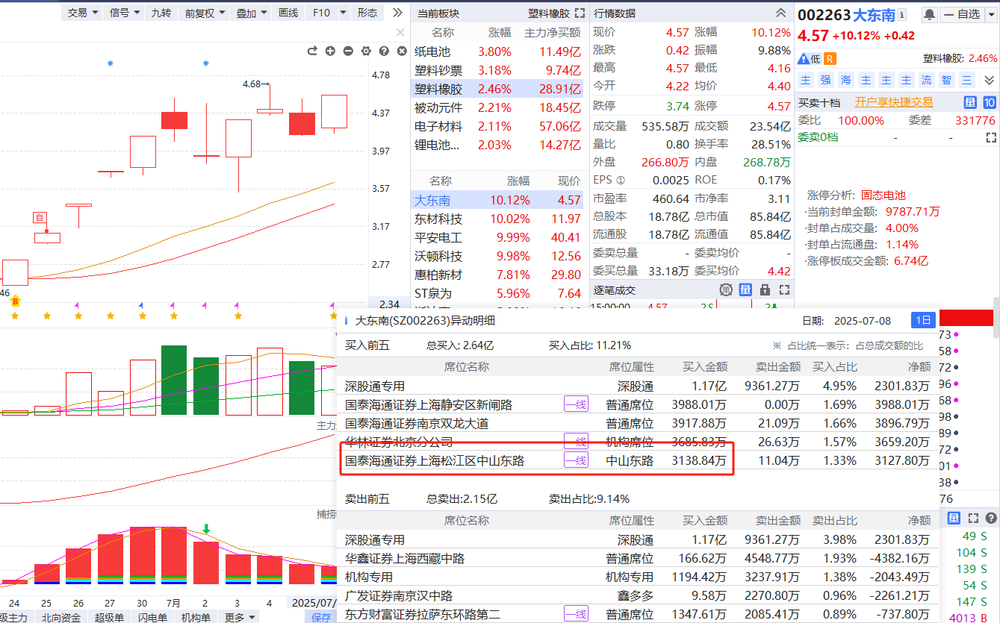 交易 信号 九转 前复权 叠加 画线 F10 形态
4.68→
4.78
4.37
3.97
3.57
3.17
2.77
2.34
自
46
B
主力
捕捞
24 25 26 27 30 7月 2 3 4 2025/07/
级主力 北向资金 超级单 闪电单 机构单 更多 保存
当前板块 塑料橡胶
名称 涨幅 主力净买额
纸电池 3.80% 11.49亿
塑料钞票 3.18% 9.74亿
塑料橡胶 2.46% 28.91亿
被动元件 2.21% 18.45亿
电子材料 2.11% 57.06亿
锂电池... 2.03% 14.27亿
名称 涨幅 现价
大东南 10.12% 4.57
东材科技 10.02% 11.97
平安电工 9.99% 40.41
沃顿科技 9.98% 12.56
惠柏新材 7.81% 29.80
ST泉为 5.96% 7.64
行情数据
现价 4.57 涨幅 10.12%
涨跌 0.42 振幅 9.88%
最高 4.57 最低 4.16
今开 4.22 均价 4.40
跌停 3.74 涨停 4.57
成交量 535.58万 成交额 23.54亿
量比 0.80 换手率 28.51%
外盘 266.80万 内盘 268.78万
EPS ① 0.0025 ROE 0.17%
市盈率 460.64 市净率 3.11
总股本 18.78亿 总市值 85.84亿
流通股 18.78亿 流通值 85.84亿
委卖总量 - 委卖均价 -
委买总量 33.18万 委买均价 4.42
逐笔成交 单 量
15:00:00 4.57 2S 2
002263 大东南
自选
4.57 +10.12% +0.42
低 R 塑料橡胶: 2.46%
主 强 海 主 主 主 流 智 三
买卖十档 开户享快捷交易 量 10
委比 100.00% 委差 331776
委卖0档 - -
涨停分析: 固态电池
·当前封单金额: 9787.71万
·封单占成交量: 4.00%
·封单占流通盘: 1.14%
·涨停板成交金额: 6.74亿
大东南(SZ002263)异动明细 日期: 2025-07-08 1日
买入前五 总买入: 2.64亿 买入占比: 11.21% ※ 占比统一表示：占总成交额的比
席位名称 席位属性 买入金额 卖出金额 买入占比 净额
深股通专用 深股通 1.17亿 9361.27万 4.95% 2301.83万
国泰海通证券上海静安区新闸路 一线 普通席位 3988.01万 0.00万 1.69% 3988.01万
国泰海通证券南京双龙大道 普通席位 3917.88万 21.09万 1.66% 3896.79万
华林证券北京分公司 一线 机构席位 3685.83万 26.63万 1.57% 3659.20万
国泰海通证券上海松江区中山东路 一线 中山东路 3138.84万 11.04万 1.33% 3127.80万
卖出前五 总卖出:2.15亿 卖出占比:9.14%
席位名称 席位属性 买入金额 卖出金额 卖出占比 净额
深股通专用 深股通 1.17亿 9361.27万 3.98% 2301.83万
华鑫证券上海西藏中路 普通席位 166.62万 4548.77万 1.93% -4382.16万
机构专用 机构专用 1194.42万 3237.91万 1.38% -2043.49万
广发证券南京汉中路 鑫多多 9.58万 2270.80万 0.96% -2261.21万
东方财富证券拉萨东环路第二 一线 普通席位 1347.61万 2085.41万 0.89% -737.80万
73
58
72
96
68
98
89
72
01
38
76
量
49 S
104 S
139 S
54 S
147 S
4013 B